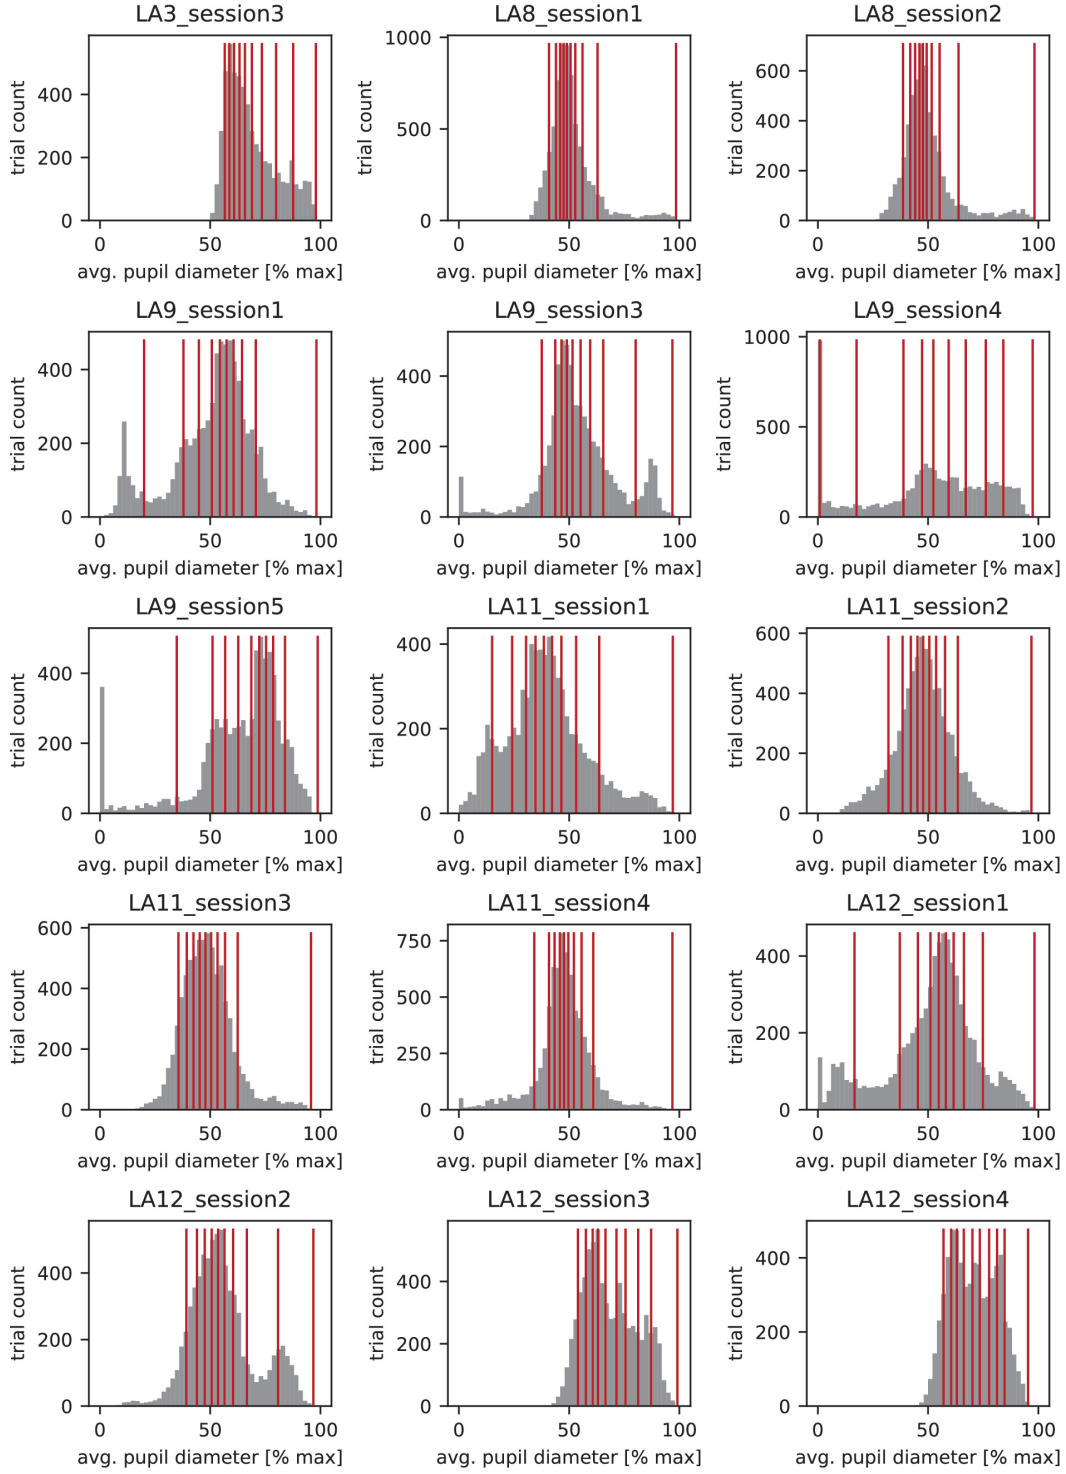 LA3_session3 LA8_session1 LA8_session2
trial count 400 200 0
0 50 100
avg. pupil diameter [% max]
trial count 1000 500 0
0 50 100
avg. pupil diameter [% max]
trial count 600 400 200 0
0 50 100
avg. pupil diameter [% max]
LA9_session1 LA9_session3 LA9_session4
trial count 400 200 0
0 50 100
avg. pupil diameter [% max]
trial count 400 200 0
0 50 100
avg. pupil diameter [% max]
trial count 1000 500 0
0 50 100
avg. pupil diameter [% max]
LA9_session5 LA11_session1 LA11_session2
trial count 400 200 0
0 50 100
avg. pupil diameter [% max]
trial count 400 200 0
0 50 100
avg. pupil diameter [% max]
trial count 600 400 200 0
0 50 100
avg. pupil diameter [% max]
LA11_session3 LA11_session4 LA12_session1
trial count 600 400 200 0
0 50 100
avg. pupil diameter [% max]
trial count 750 500 250 0
0 50 100
avg. pupil diameter [% max]
trial count 400 200 0
0 50 100
avg. pupil diameter [% max]
LA12_session2 LA12_session3 LA12_session4
trial count 400 200 0
0 50 100
avg. pupil diameter [% max]
trial count 400 200 0
0 50 100
avg. pupil diameter [% max]
trial count 400 200 0
0 50 100
avg. pupil diameter [% max]